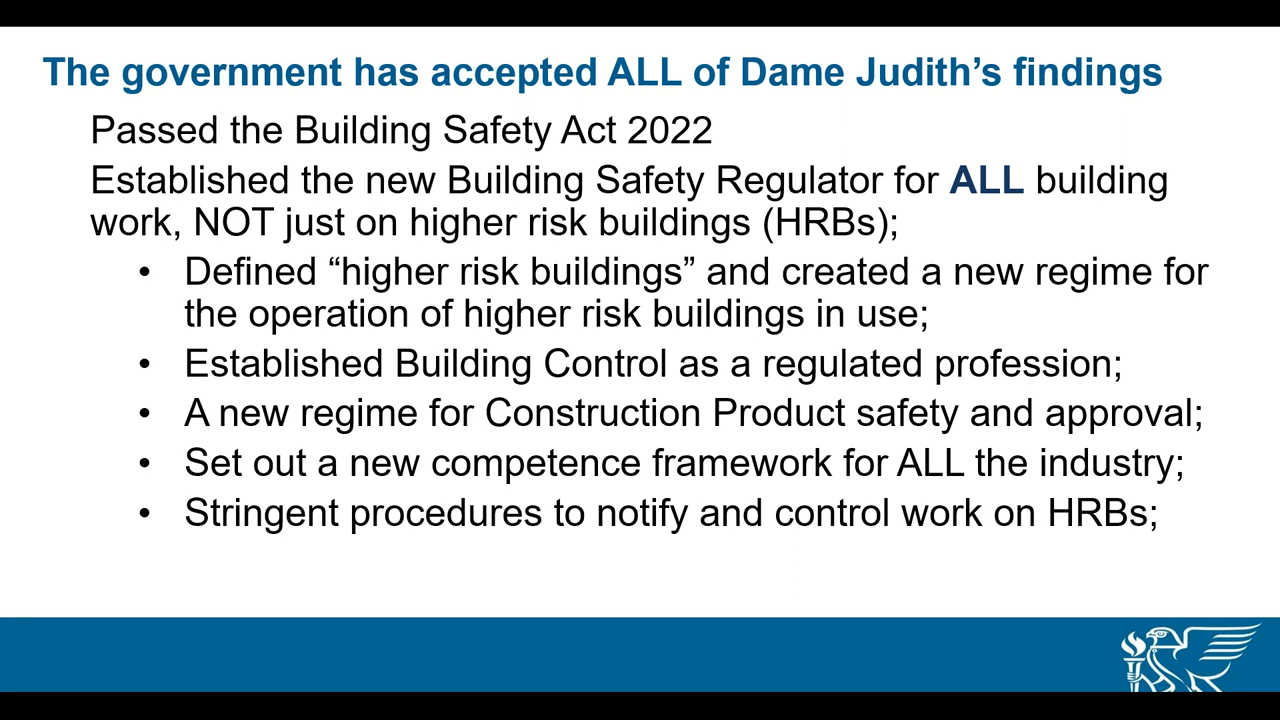 The government has accepted ALL of Dame Judith’s findings
Passed the Building Safety Act 2022
Established the new Building Safety Regulator for ALL building
work, NOT just on higher risk buildings (HRBs);
• Defined “higher risk buildings” and created a new regime for
the operation of higher risk buildings in use;
• Established Building Control as a regulated profession;
• A new regime for Construction Product safety and approval;
• Set out a new competence framework for ALL the industry;
• Stringent procedures to notify and control work on HRBs;